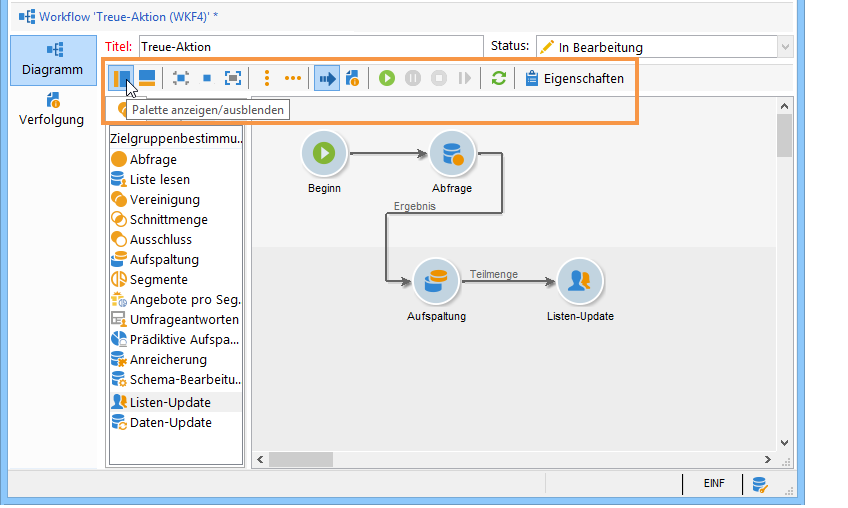 Workflow 'Treue-Aktion (WKF4)' *
Diagramm
Verfolgung
Titel: Treue-Aktion Status: In Bearbeitung
Eigenschaften
Palette anzeigen/ausblenden
Zielgruppenbestimmu..
Abfrage
Liste lesen
Vereinigung
Schnittmenge
Ausschluss
Aufspaltung
Segmente
Angebote pro Seg.
Umfrageantworten
Prädiktive Aufspa...
Anreicherung
Schema-Bearbeitu..
Listen-Update
Daten-Update
Beginn
Abfrage
Ergebnis
Aufspaltung
Teilmenge
Listen-Update
EINF